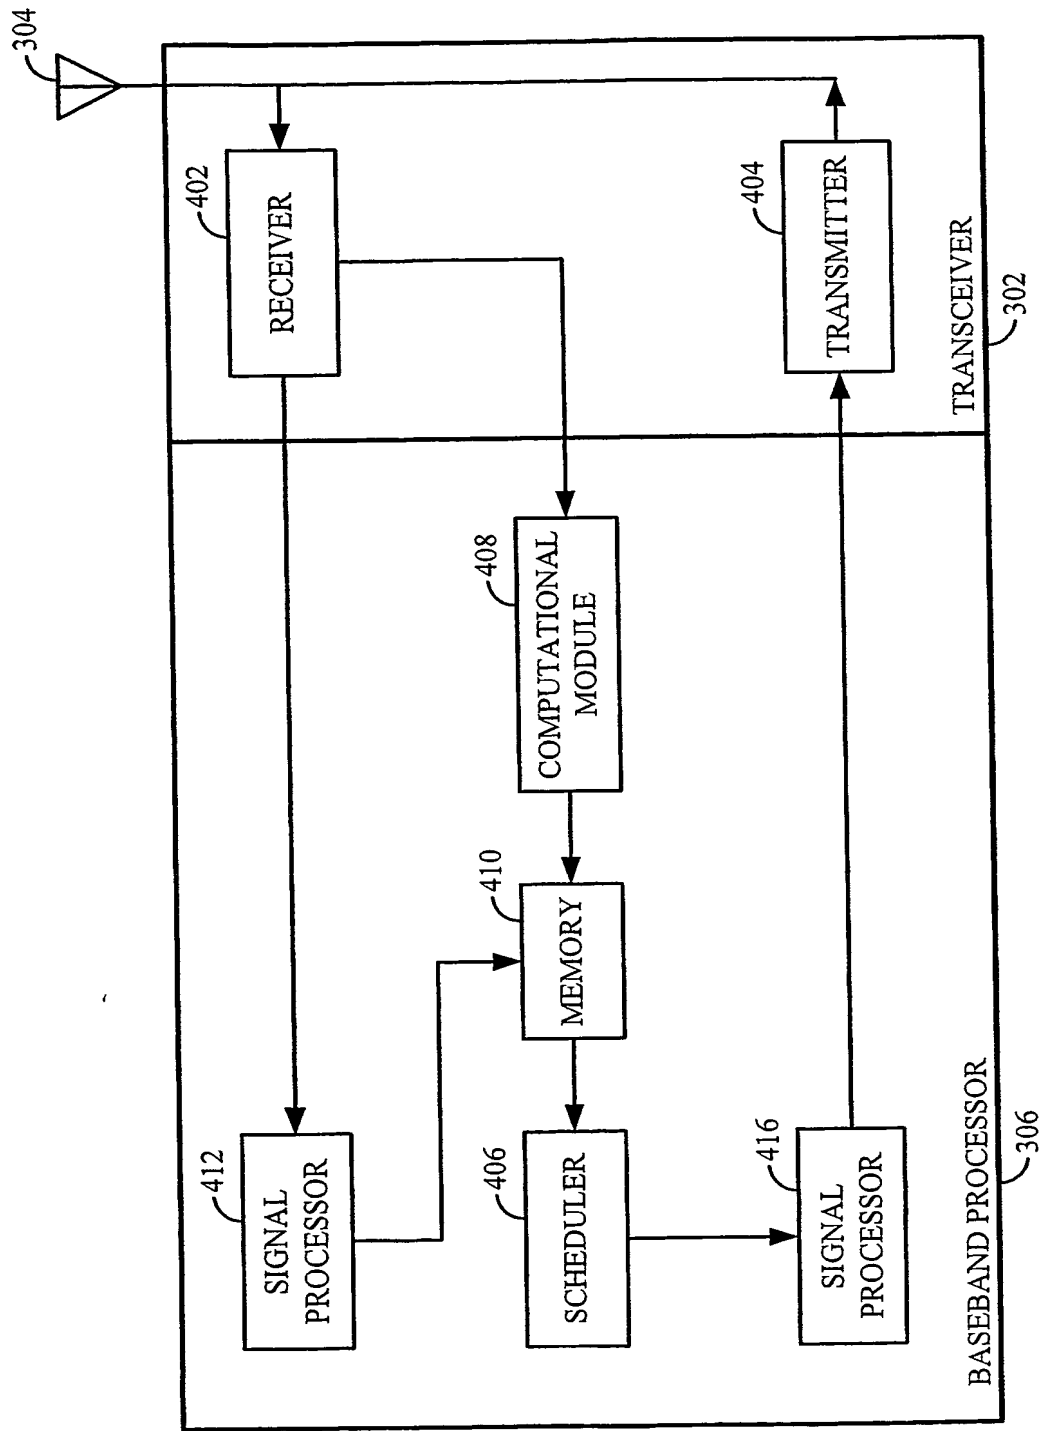 304
402
RECEIVER
404
TRANSMITTER
TRANSCEIVER
302
408
COMPUTATIONAL
MODULE
410
MEMORY
412
SIGNAL
PROCESSOR
406
SCHEDULER
416
SIGNAL
PROCESSOR
BASEBAND PROCESSOR
306